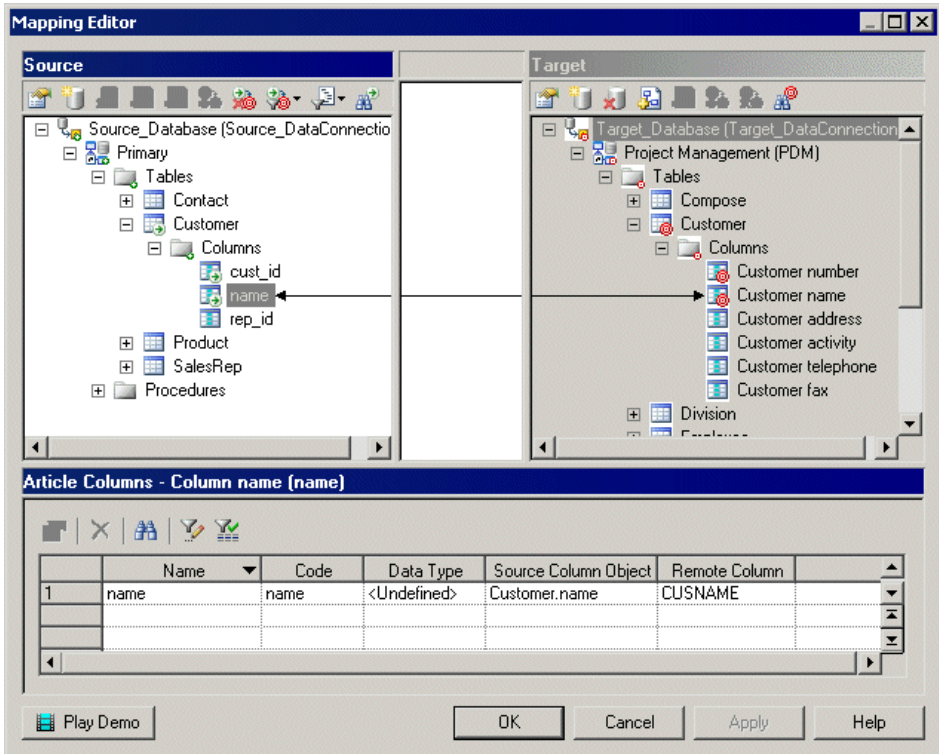 Mapping Editor
Source
Target
Source_Database (Source_DataConnectio
Primary
Tables
Contact
Customer
Columns
cust_id
name
rep_id
Product
SalesRep
Procedures
Target_Database (Target_DataConnection
Project Management (PDM)
Tables
Compose
Customer
Columns
Customer number
Customer name
Customer address
Customer activity
Customer telephone
Customer fax
Division
Article Columns - Column name (name)
Name Code Data Type Source Column Object Remote Column
1 name name <Undefined> Customer.name CUSNAME
Play Demo OK Cancel Apply Help